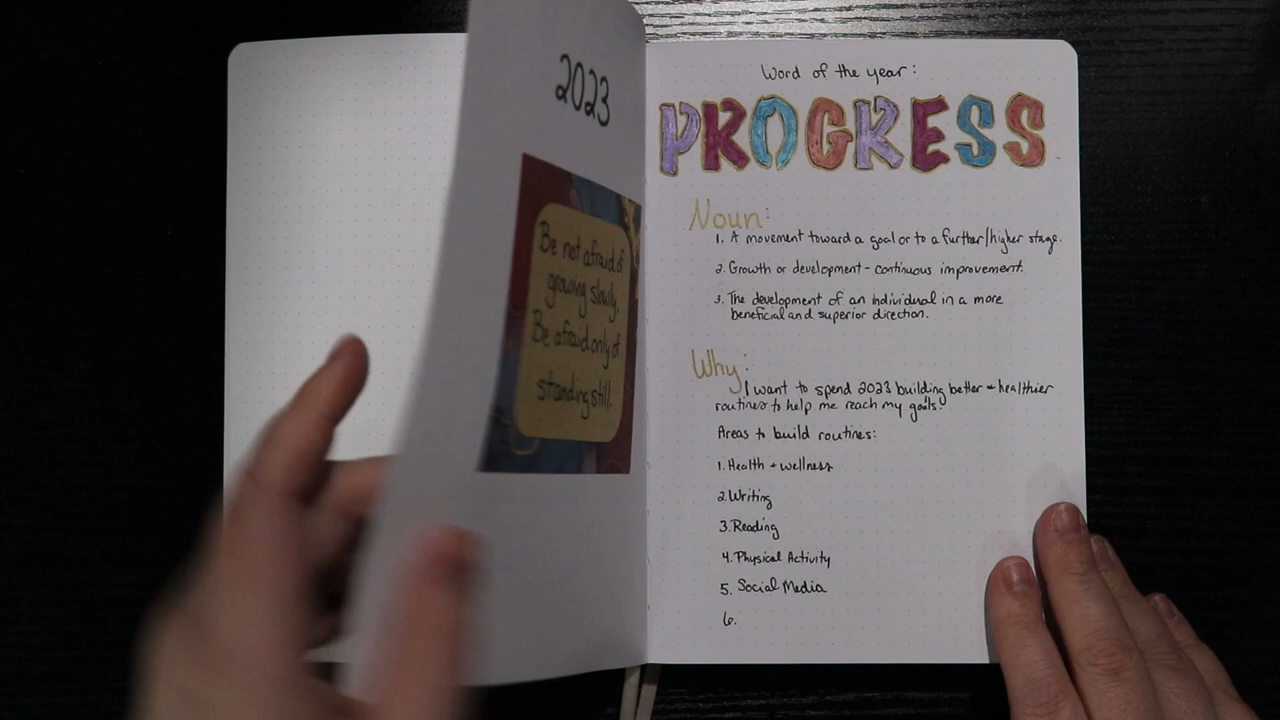 2023
Be not afraid of
growing slowly.
Be afraid only of
standing still.
Word of the year:
PROGRESS
Noun:
1. A movement toward a goal or to a further/higher stage.
2. Growth or development - continuous improvement.
3. The development of an individual in a more
beneficial and superior direction.
Why:
I want to spend 2023 building better + healthier
routines to help me reach my goals.
Areas to build routines:
1. Health + wellness
2. Writing
3. Reading
4. Physical Activity
5. Social Media
6.